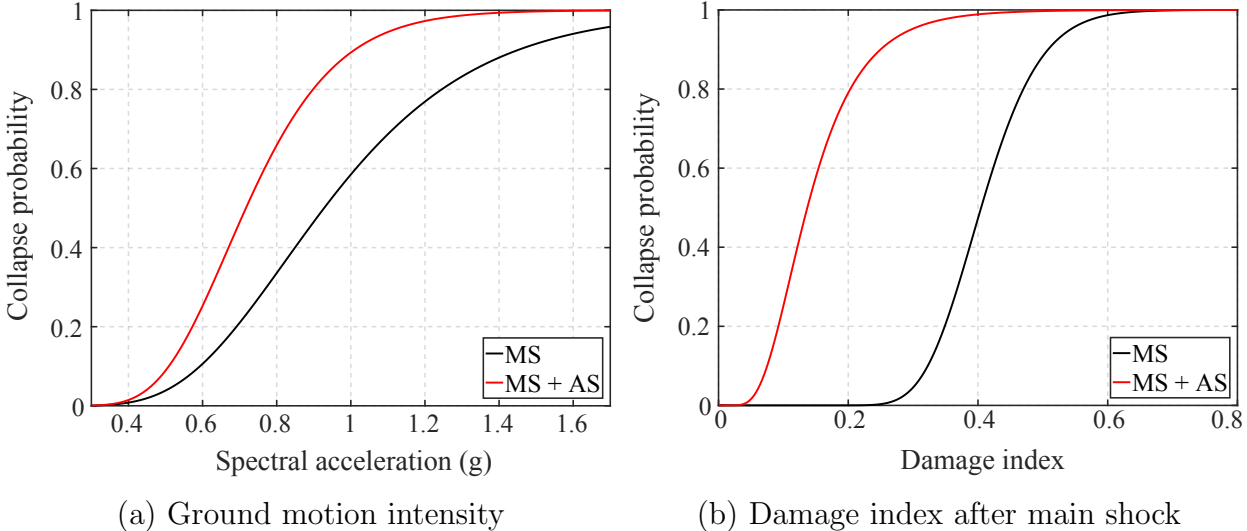 1
0.8
0.6
0.4
0.2
0
Collapse probability
MS
MS + AS
0.4 0.6 0.8 1 1.2 1.4 1.6
Spectral acceleration (g)
(a) Ground motion intensity
1
0.8
0.6
0.4
0.2
0
Collapse probability
MS
MS + AS
0 0.2 0.4 0.6 0.8
Damage index
(b) Damage index after main shock